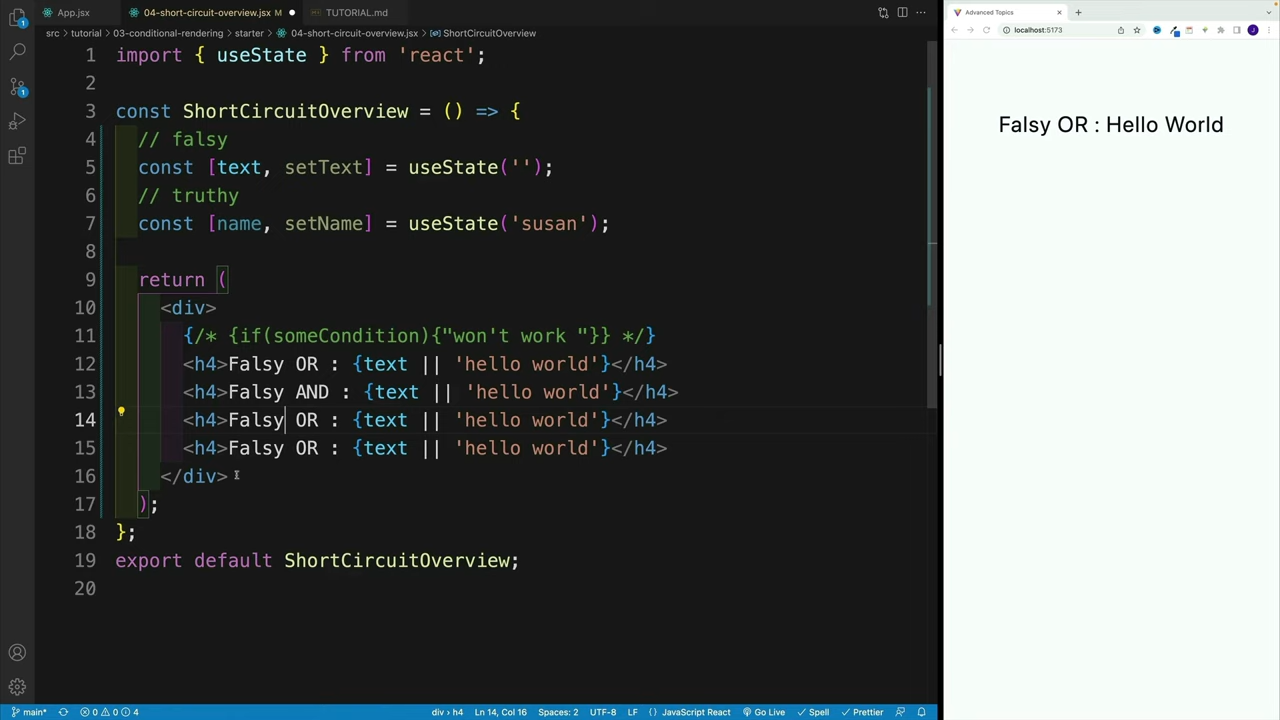 App.jsx
04-short-circuit-overview.jsx M
TUTORIAL.md
src > tutorial > 03-conditional-rendering > starter > 04-short-circuit-overview.jsx > ShortCircuitOverview
1 import { useState } from 'react';
2
3 const ShortCircuitOverview = () => {
4 // falsy
5 const [text, setText] = useState('');
6 // truthy
7 const [name, setName] = useState('susan');
8
9 return (
10 <div>
11 {/* {if(someCondition){"won't work "}} */}
12 <h4>Falsy OR : {text || 'hello world'}</h4>
13 <h4>Falsy AND : {text || 'hello world'}</h4>
14 <h4>Falsy OR : {text || 'hello world'}</h4>
15 <h4>Falsy OR : {text || 'hello world'}</h4>
16 </div>
17 );
18 };
19 export default ShortCircuitOverview;
20
1
1
main* 0 0 4 div > h4 Ln 14, Col 16 Spaces: 2 UTF-8 LF { } JavaScript React Go Live Spell Prettier
Advanced Topics
localhost:5173
J
Falsy OR : Hello World